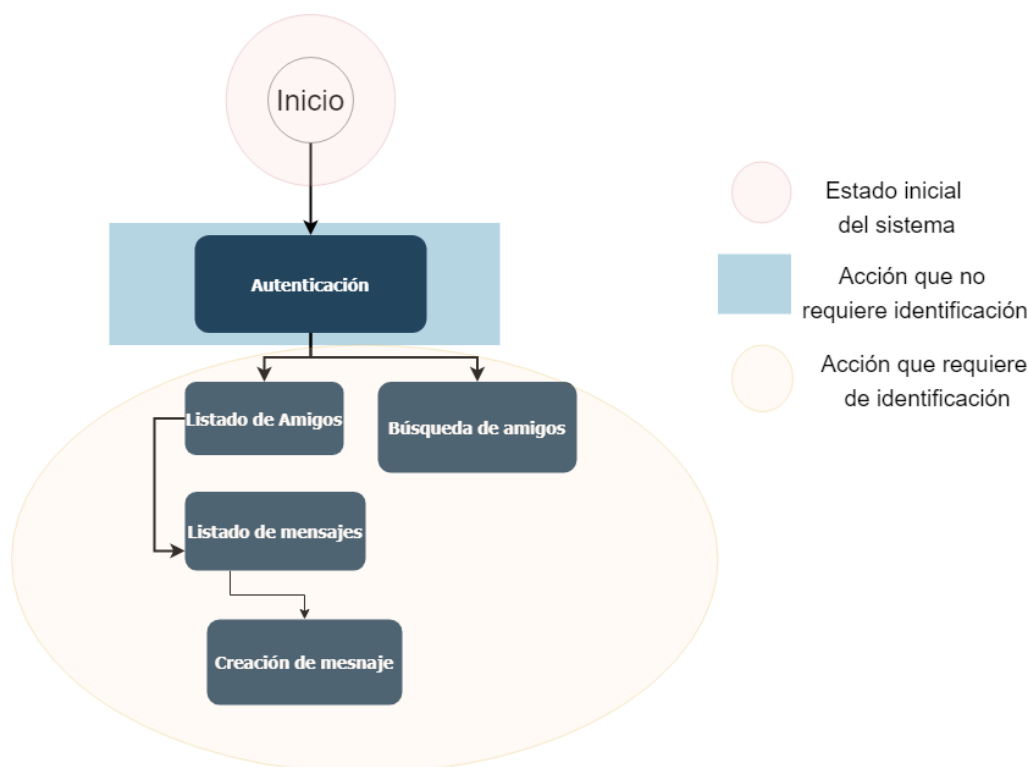 Inicio
Estado inicial
del sistema
Autenticación
Acción que no
requiere identificación
Acción que requiere
de identificación
Listado de Amigos
Búsqueda de amigos
Listado de mensajes
Creación de mesnaje